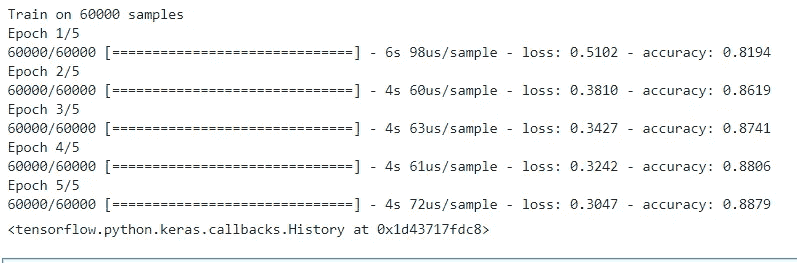 Train on 60000 samples
Epoch 1/5
60000/60000 [==============================] - 6s 98us/sample - loss: 0.5102 - accuracy: 0.8194
Epoch 2/5
60000/60000 [==============================] - 4s 60us/sample - loss: 0.3810 - accuracy: 0.8619
Epoch 3/5
60000/60000 [==============================] - 4s 63us/sample - loss: 0.3427 - accuracy: 0.8741
Epoch 4/5
60000/60000 [==============================] - 4s 61us/sample - loss: 0.3242 - accuracy: 0.8806
Epoch 5/5
60000/60000 [==============================] - 4s 72us/sample - loss: 0.3047 - accuracy: 0.8879
<tensorflow.python.keras.callbacks.History at 0x1d43717fdc8>